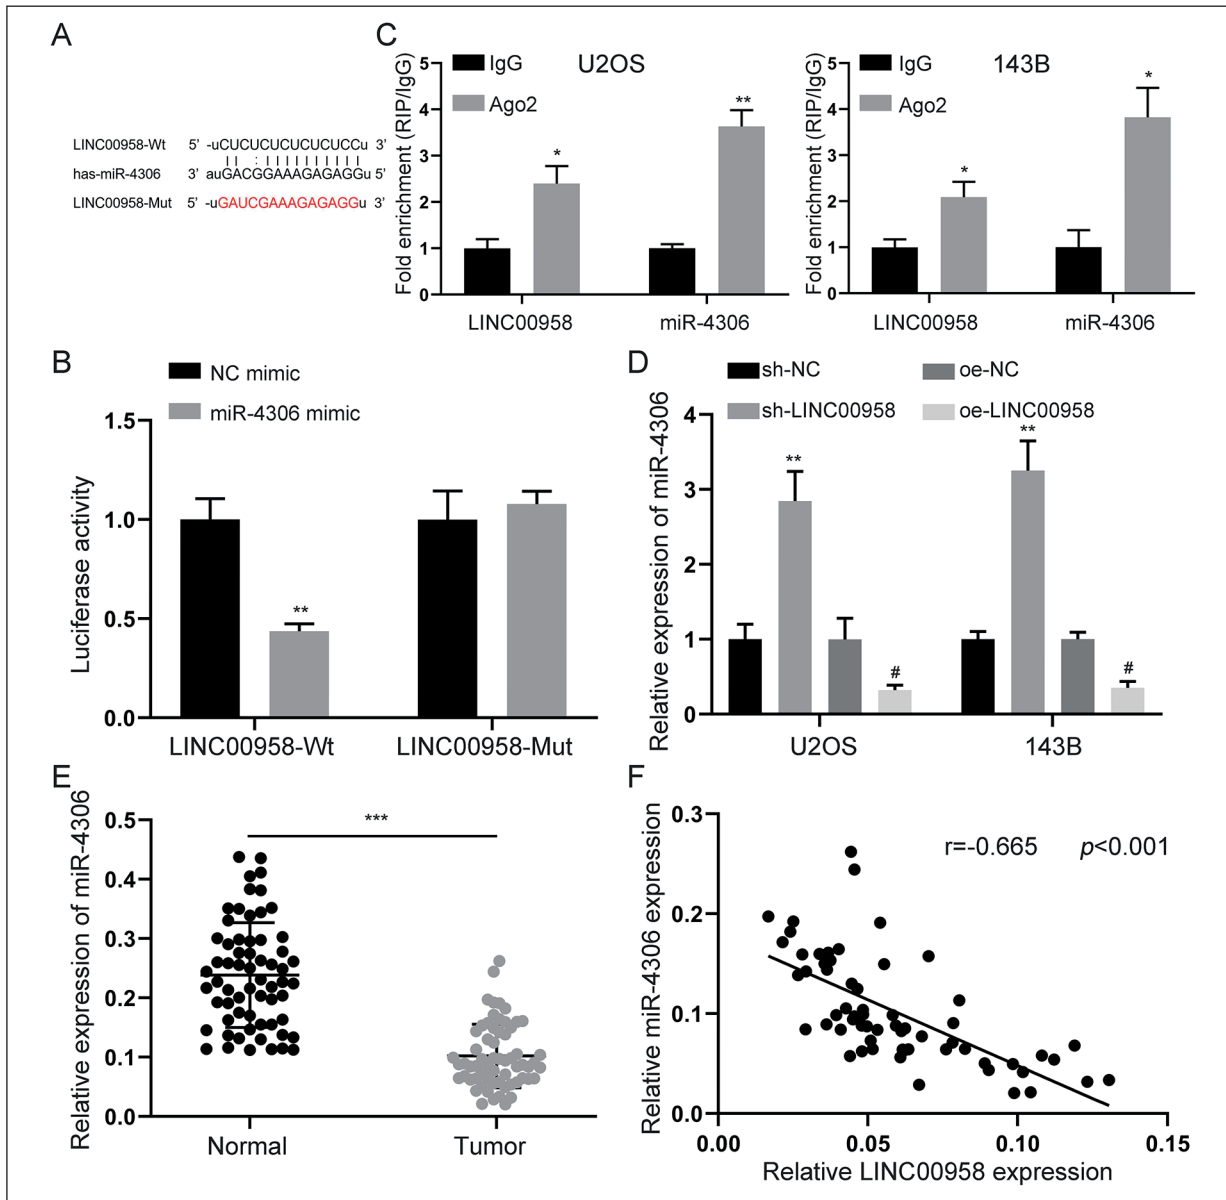 A
LINC00958-Wt 5' -uCUCUCUCUCUCUCCu 3'
has-miR-4306 3' auGACGGAAAGAGAGGu 5'
LINC00958-Mut 5' -uGAUCGAAAGAGAGGu 3'
C
U2OS
IgG
Ago2
Fold enrichment (RIP/IgG)
5
4
3
2
1
0
*
**
LINC00958
miR-4306
143B
IgG
Ago2
Fold enrichment (RIP/IgG)
5
4
3
2
1
0
*
*
LINC00958
miR-4306
B
NC mimic
miR-4306 mimic
Luciferase activity
1.5
1.0
0.5
0.0
**
LINC00958-Wt
LINC00958-Mut
D
sh-NC
oe-NC
sh-LINC00958
oe-LINC00958
Relative expression of miR-4306
4
3
2
1
0
**
#
**
#
U2OS
143B
E
Relative expression of miR-4306
0.5
0.4
0.3
0.2
0.1
0.0
***
Normal
Tumor
F
Relative miR-4306 expression
0.3
0.2
0.1
0.0
r=-0.665 p<0.001
0.00
0.05
0.10
0.15
Relative LINC00958 expression